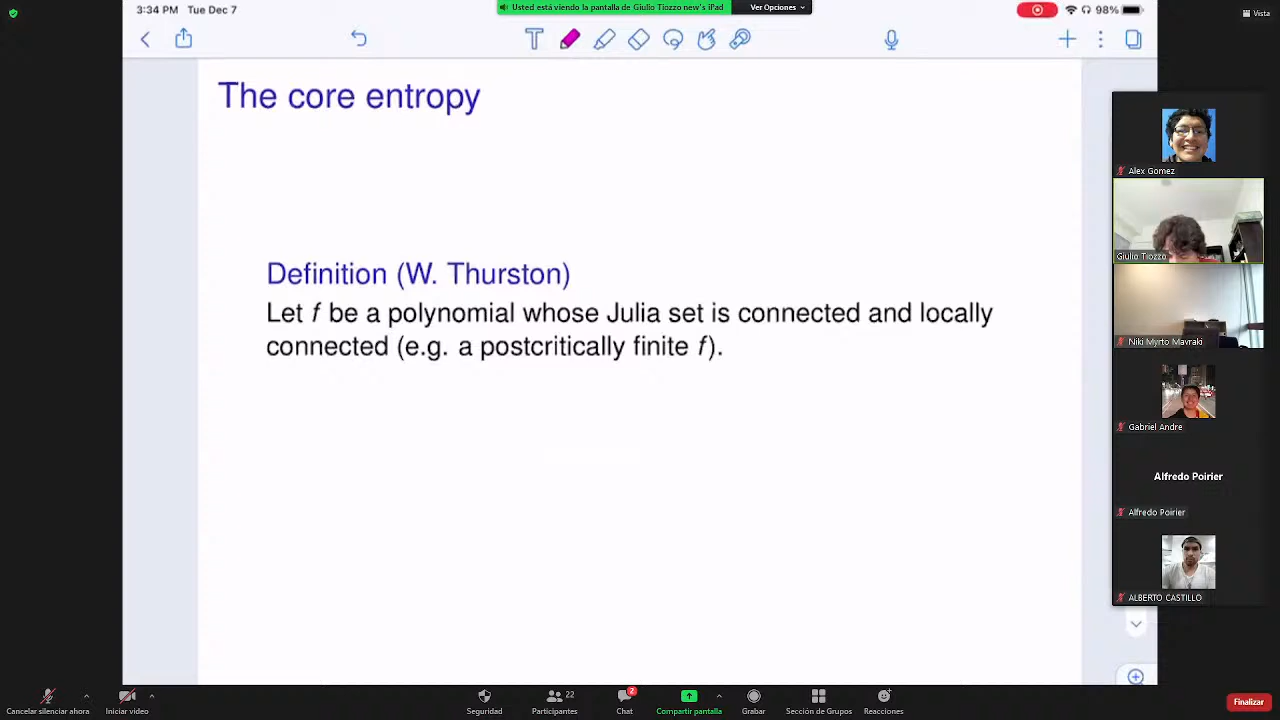 3:34 PM Tue Dec 7
Usted está viendo la pantalla de Giulio Tiozzo new's iPad
Ver Opciones
98%
Vista
The core entropy
Definition (W. Thurston)
Let f be a polynomial whose Julia set is connected and locally
connected (e.g. a postcritically finite f).
Alex Gomez
Giulio Tiozzo
Niki Myrto Mavraki
Gabriel Andre
Alfredo Poirier
Alfredo Poirier
ALBERTO CASTILLO
Cancelar silenciar ahora
Iniciar video
Seguridad
22
Participantes
2
Chat
Compartir pantalla
Grabar
Sección de Grupos
Reacciones
Finalizar